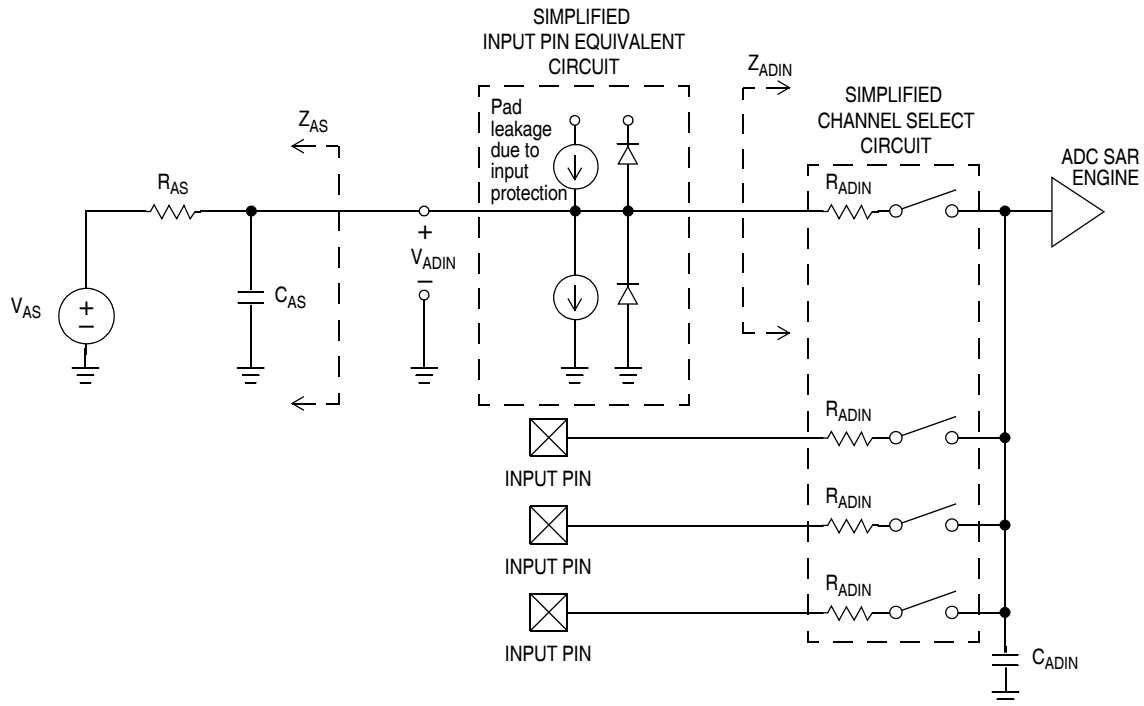 SIMPLIFIED
INPUT PIN EQUIVALENT
CIRCUIT
Z_ADIN
SIMPLIFIED
CHANNEL SELECT
CIRCUIT
Pad
leakage
due to
input
protection
Z_AS
ADC SAR
ENGINE
R_AS
R_ADIN
+
V_ADIN
−
C_AS
V_AS
+
−
R_ADIN
INPUT PIN
R_ADIN
INPUT PIN
R_ADIN
INPUT PIN
C_ADIN